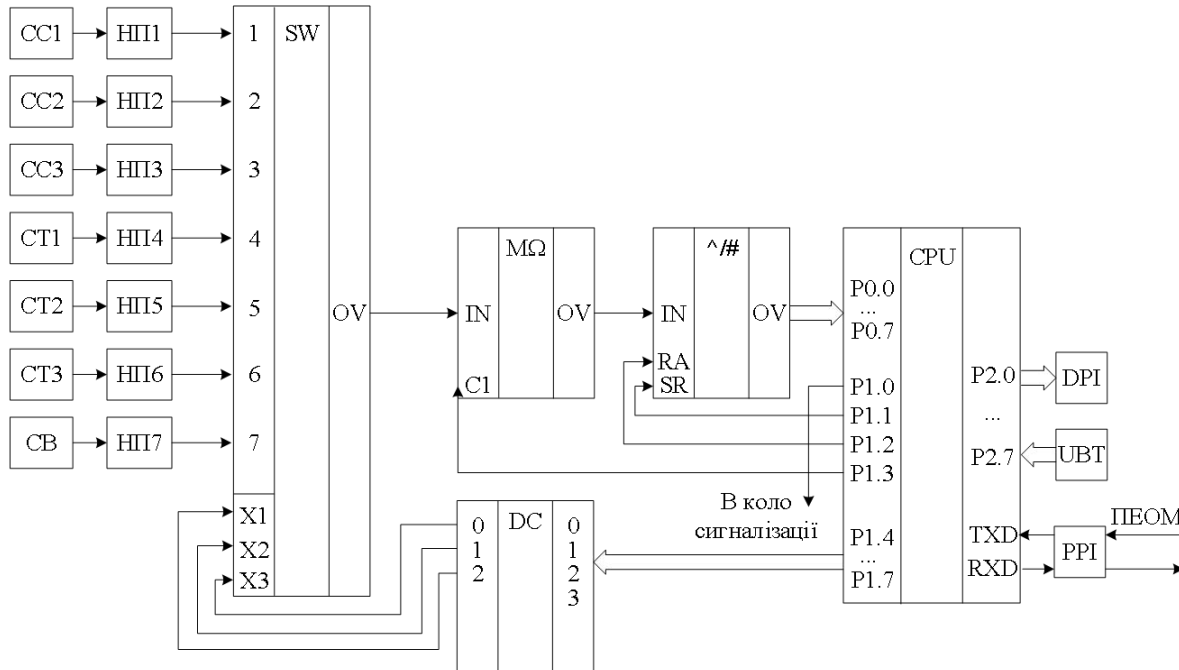 СС1 НП1 1 SW
СС2 НП2 2
СС3 НП3 3
СТ1 НП4 4
СТ2 НП5 5
СТ3 НП6 6
СВ НП7 7
OV
X1
X2
X3
MΩ
IN OV
C1
^/#
IN OV
RA
SR
CPU
P0.0
...
P0.7
P1.0
P1.1
P1.2
P1.3
P1.4
...
P1.7
P2.0
...
P2.7
TXD
RXD
DPI
UBT
PPI
ПЕОМ
В коло
сигналізації
DC
0
1
2
0
1
2
3